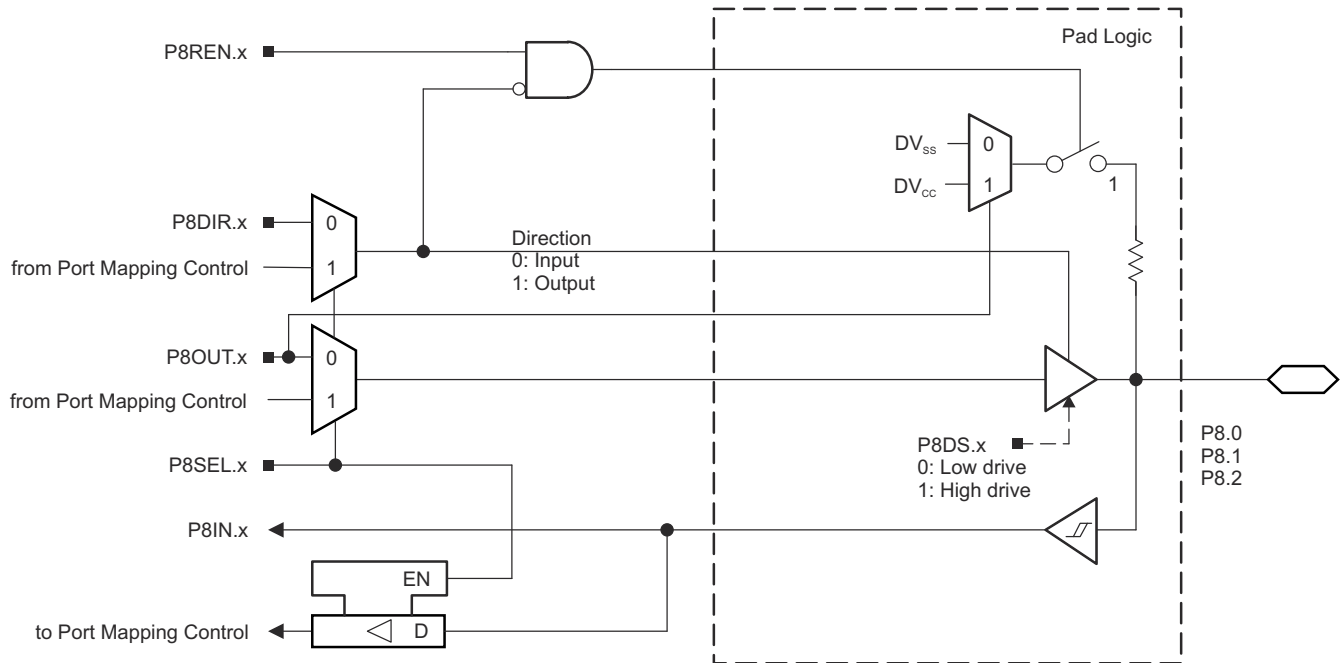 Pad Logic
P8REN.x
DVSS
0
DVCC
1
1
P8DIR.x
0
from Port Mapping Control
1
Direction
0: Input
1: Output
P8OUT.x
0
from Port Mapping Control
1
P8SEL.x
P8DS.x
0: Low drive
1: High drive
P8.0
P8.1
P8.2
P8IN.x
EN
to Port Mapping Control
D